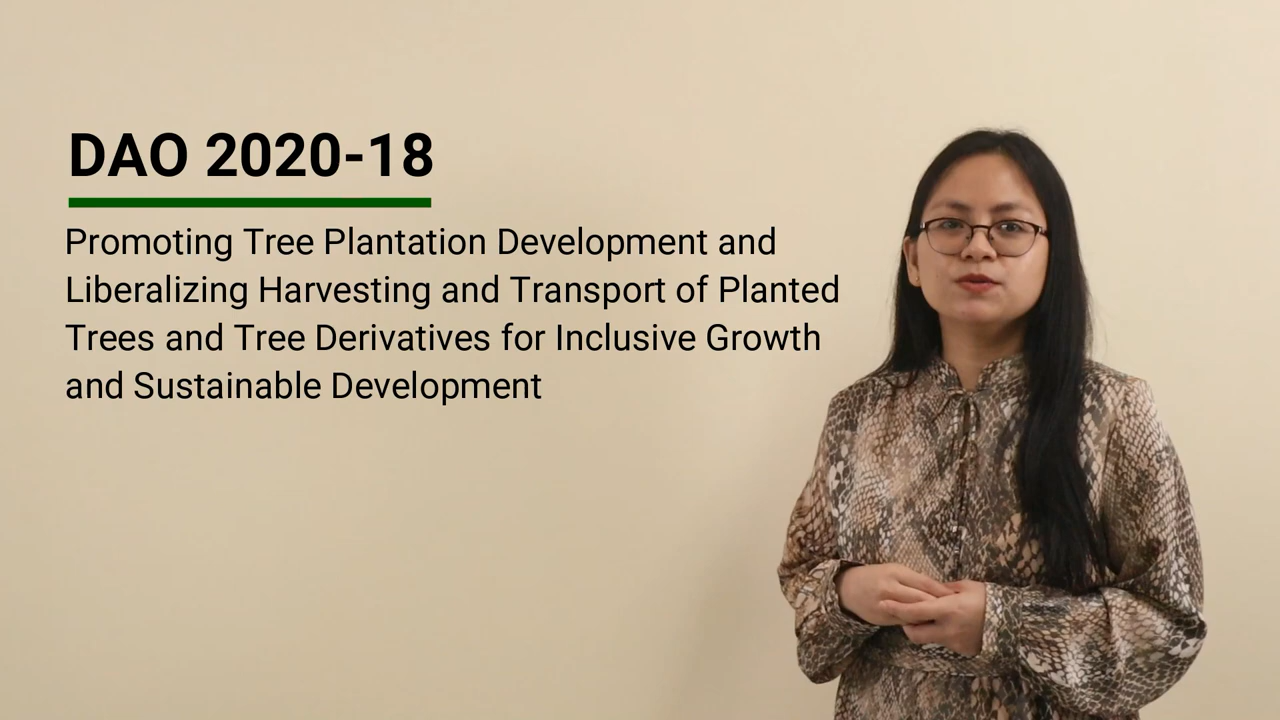 DAO 2020-18
Promoting Tree Plantation Development and
Liberalizing Harvesting and Transport of Planted
Trees and Tree Derivatives for Inclusive Growth
and Sustainable Development